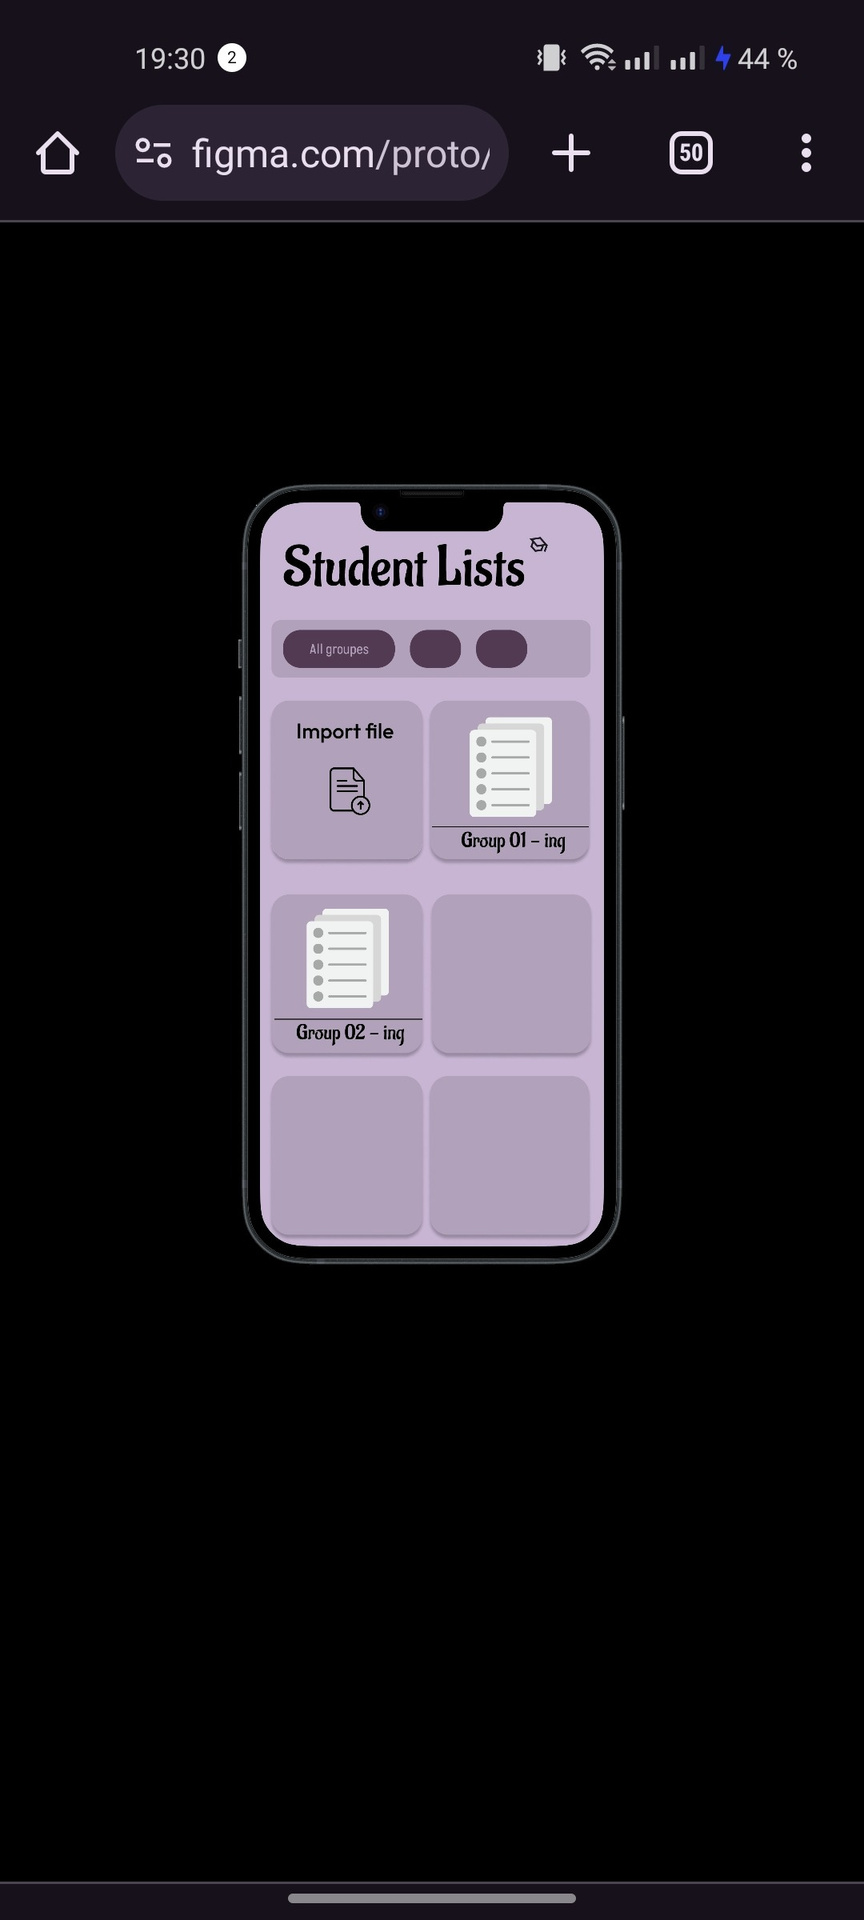 19:30 2 44 %
figma.com/proto/
50
Student Lists
All groupes
Import file
Group 01 – ing
Group 02 – ing